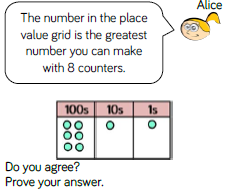 Alice
The number in the place
value grid is the greatest
number you can make
with 8 counters.
100s 10s 1s
Do you agree?
Prove your answer.